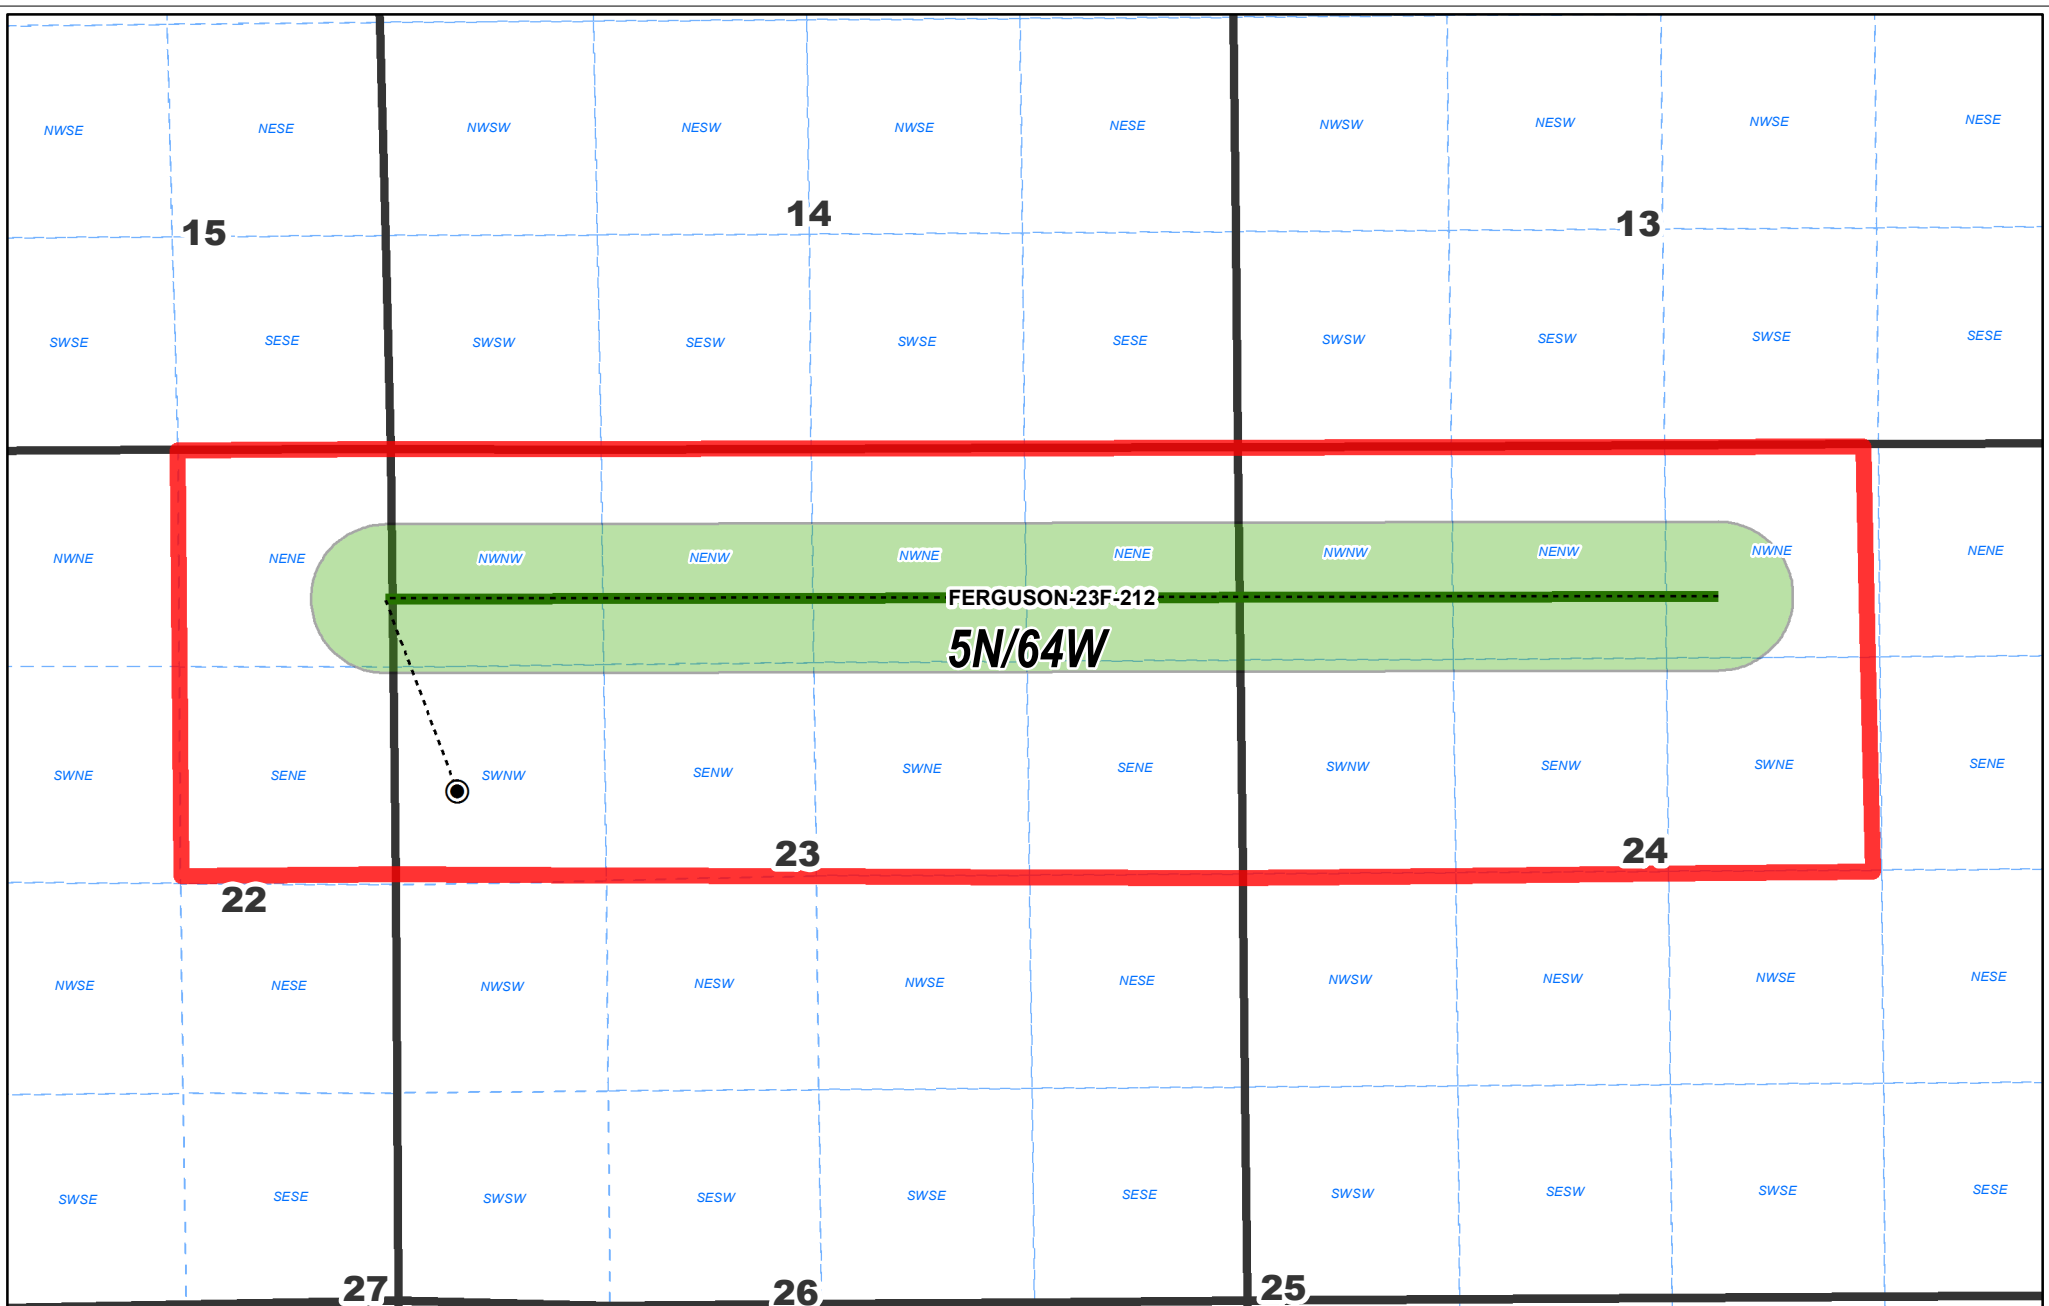 NWSE NESE NWSW NESW NWSE NESE NWSW NESW NWSE NESE
15 14 13
SWSE SESE SWSW SESW SWSE SESE SWSW SESW SWSE SESE
NWNE NENE NWNW NENW NWNE NENE NWNW NENW NWNE NENE
FERGUSON-23F-212
5N/64W
SWNE SENE SWNW SENW SWNE SENE SWNW SENW SWNE SENE
22 23 24
NWSE NESE NWSW NESW NWSE NESE NWSW NESW NWSE NESE
SWSE SESE SWSW SESW SWSE SESE SWSW SESW SWSE SESE
27 26 25